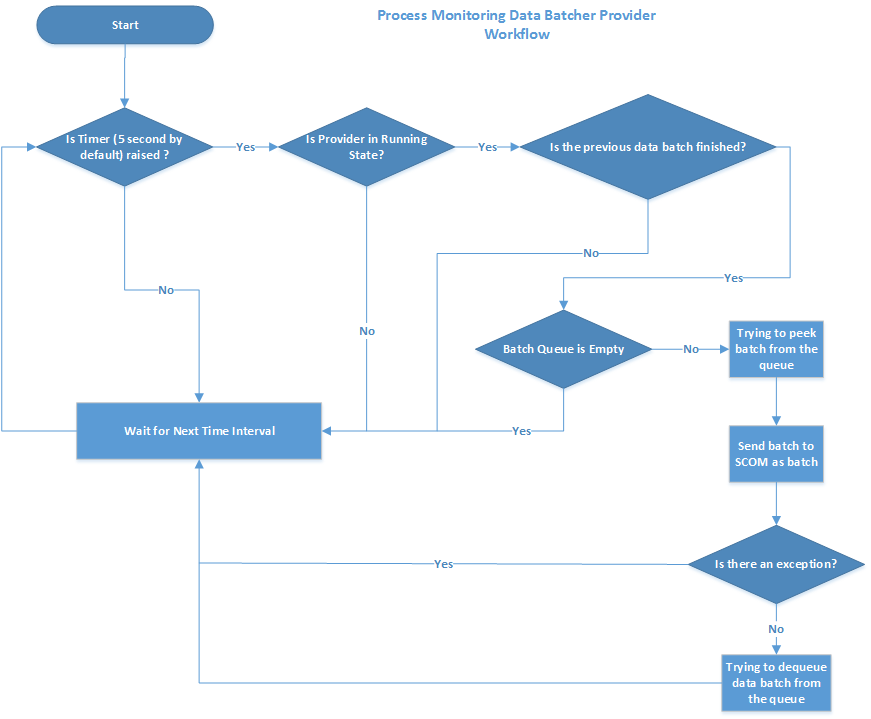 Process Monitoring Data Batcher Provider
Workflow
Start
Is Timer (5 second by
default) raised ?
Yes
Is Provider in Running
State?
Yes
Is the previous data batch finished?
No
Yes
No
No
Batch Queue is Empty
No
Trying to peek
batch from the
queue
Wait for Next Time Interval
Yes
Send batch to
SCOM as batch
Is there an exception?
Yes
No
Trying to dequeue
data batch from
the queue